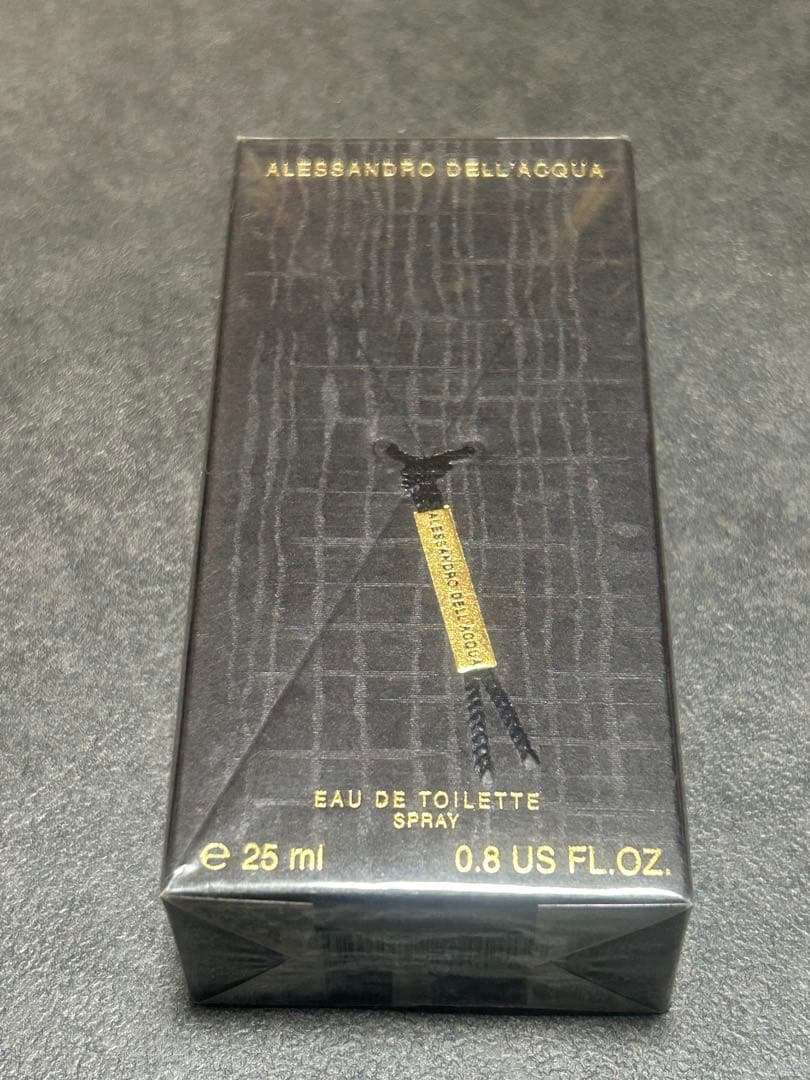 ALESSANDRO DELL'ACQUA
ALESSANDRO DELL'ACQUA
EAU DE TOILETTE
SPRAY
℮ 25 ml
0.8 US FL.OZ.